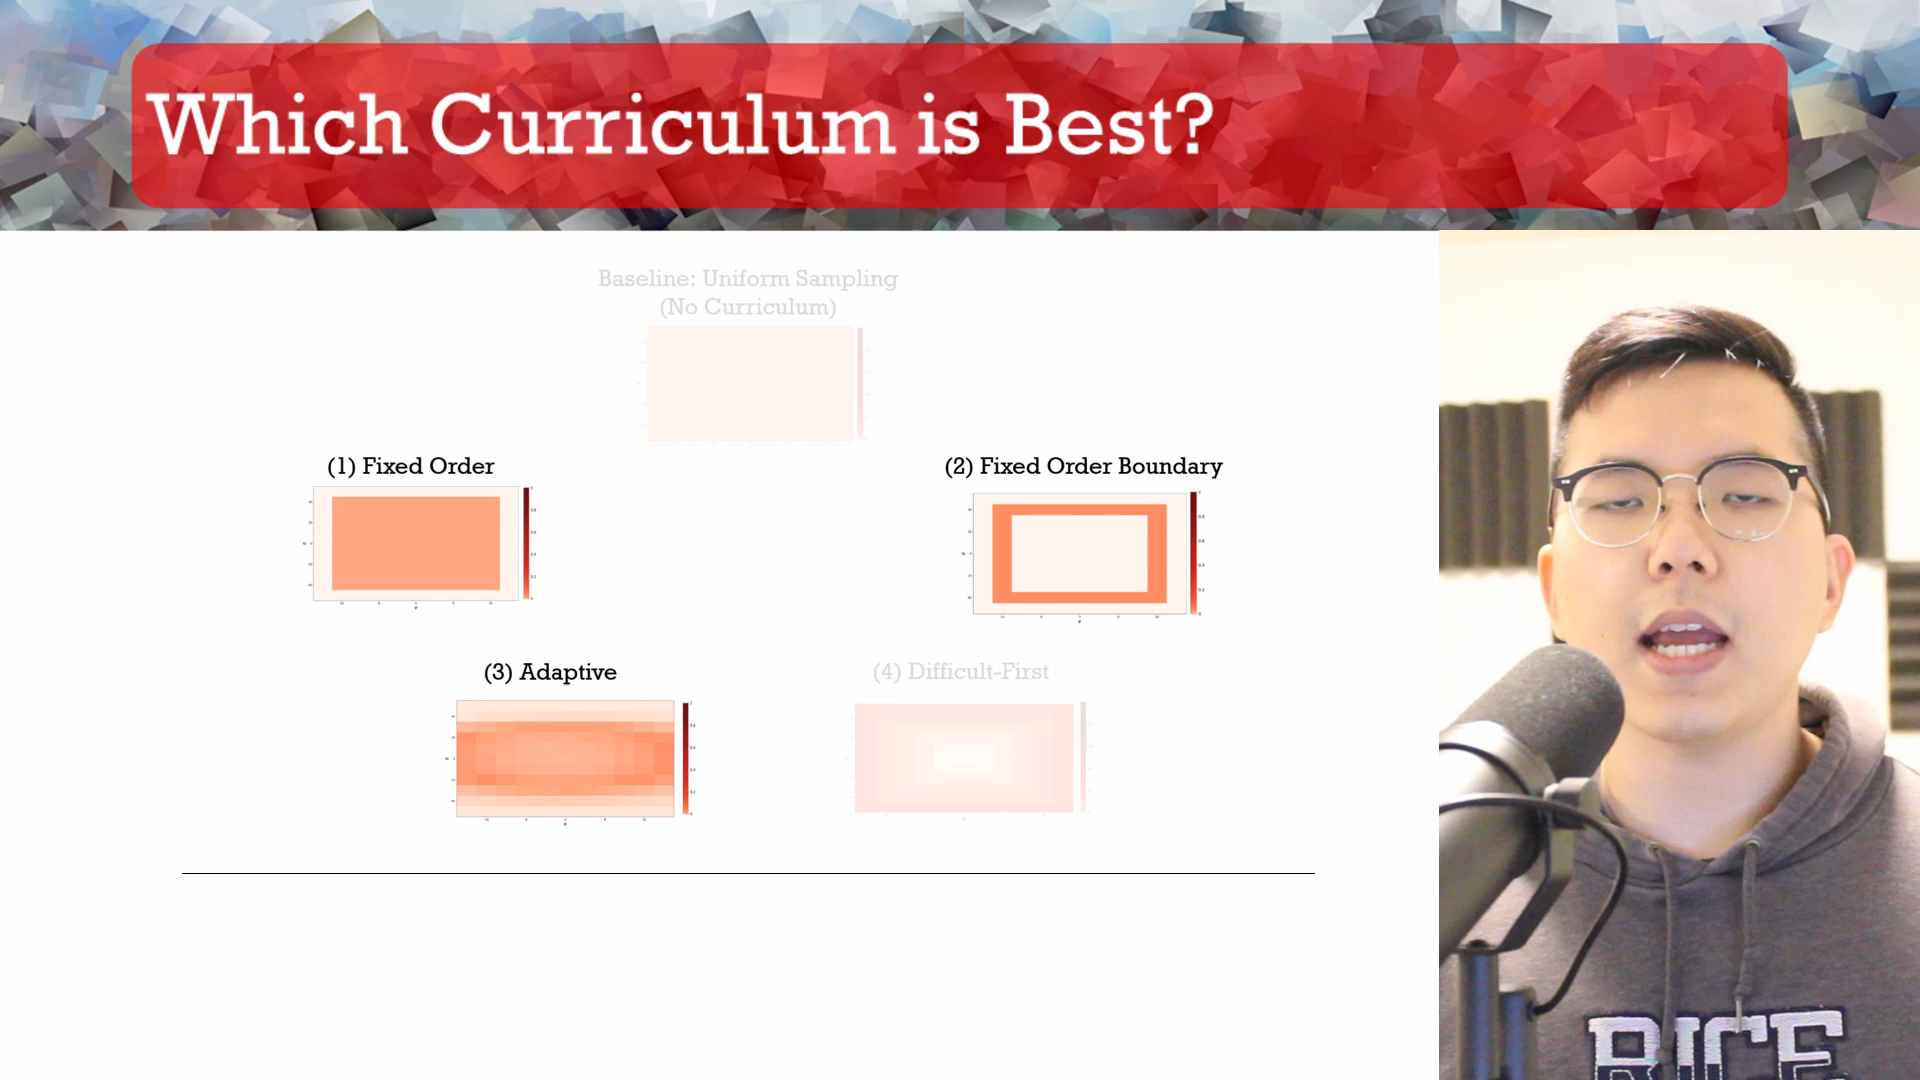 Which Curriculum is Best?
Baseline: Uniform Sampling
(No Curriculum)
(1) Fixed Order
(2) Fixed Order Boundary
(3) Adaptive
(4) Difficult-First
RICE